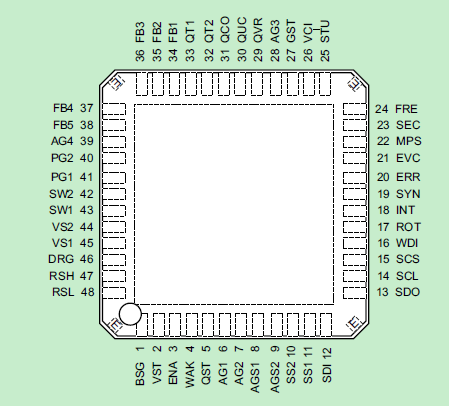 36 FB3
35 FB2
34 FB1
33 QT1
32 QT2
31 QCO
30 QUC
29 QVR
28 AG3
27 GST
26 VCI
25 STU
FB4 37
FB5 38
AG4 39
PG2 40
PG1 41
SW2 42
SW1 43
VS2 44
VS1 45
DRG 46
RSH 47
RSL 48
24 FRE
23 SEC
22 MPS
21 EVC
20 ERR
19 SYN
18 INT
17 ROT
16 WDI
15 SCS
14 SCL
13 SDO
BSG 1
VST 2
ENA 3
WAK 4
QST 5
AG1 6
AG2 7
AGS1 8
AGS2 9
SS2 10
SS1 11
SDI 12